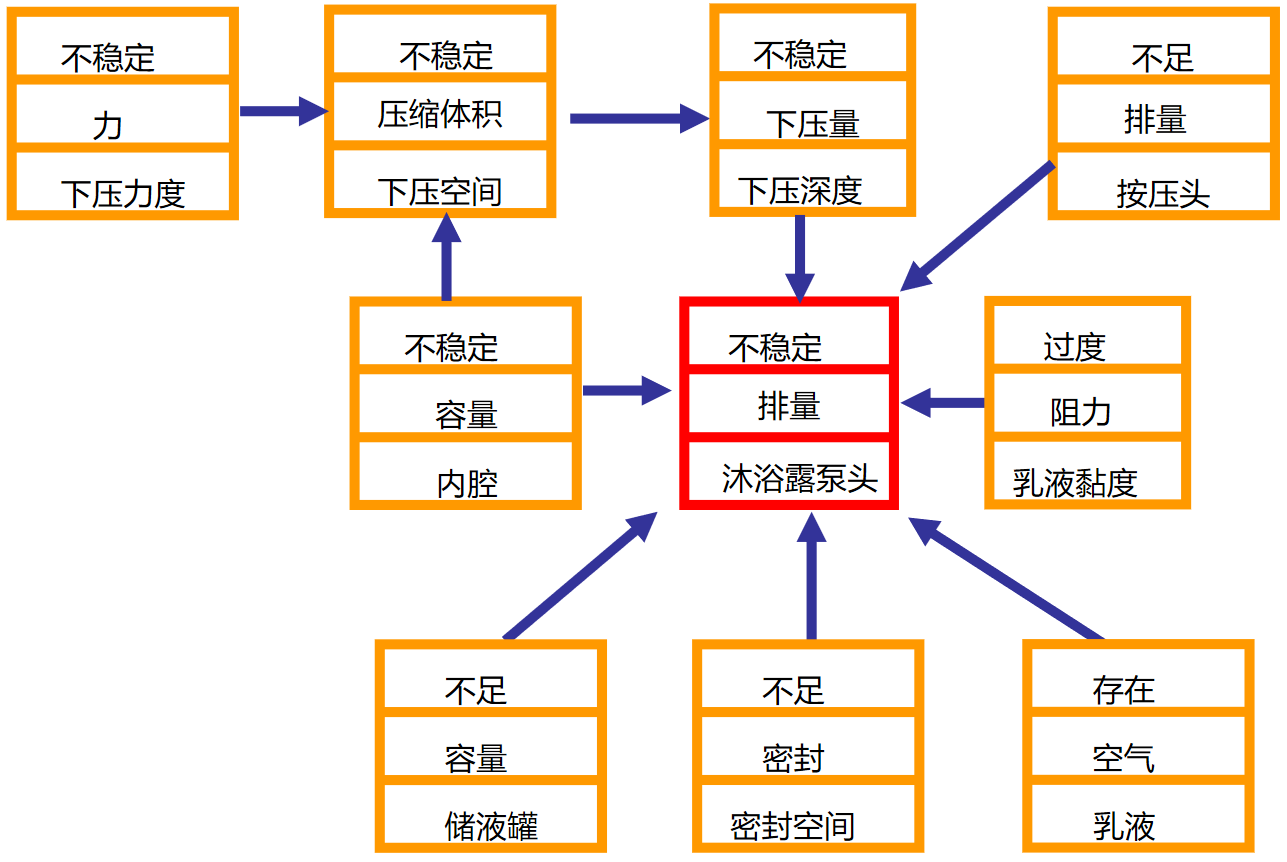 不稳定
力
下压力度
不稳定
压缩体积
下压空间
不稳定
下压量
下压深度
不足
排量
按压头
不稳定
容量
内腔
不稳定
排量
沐浴露泵头
过度
阻力
乳液黏度
不足
容量
储液罐
不足
密封
密封空间
存在
空气
乳液